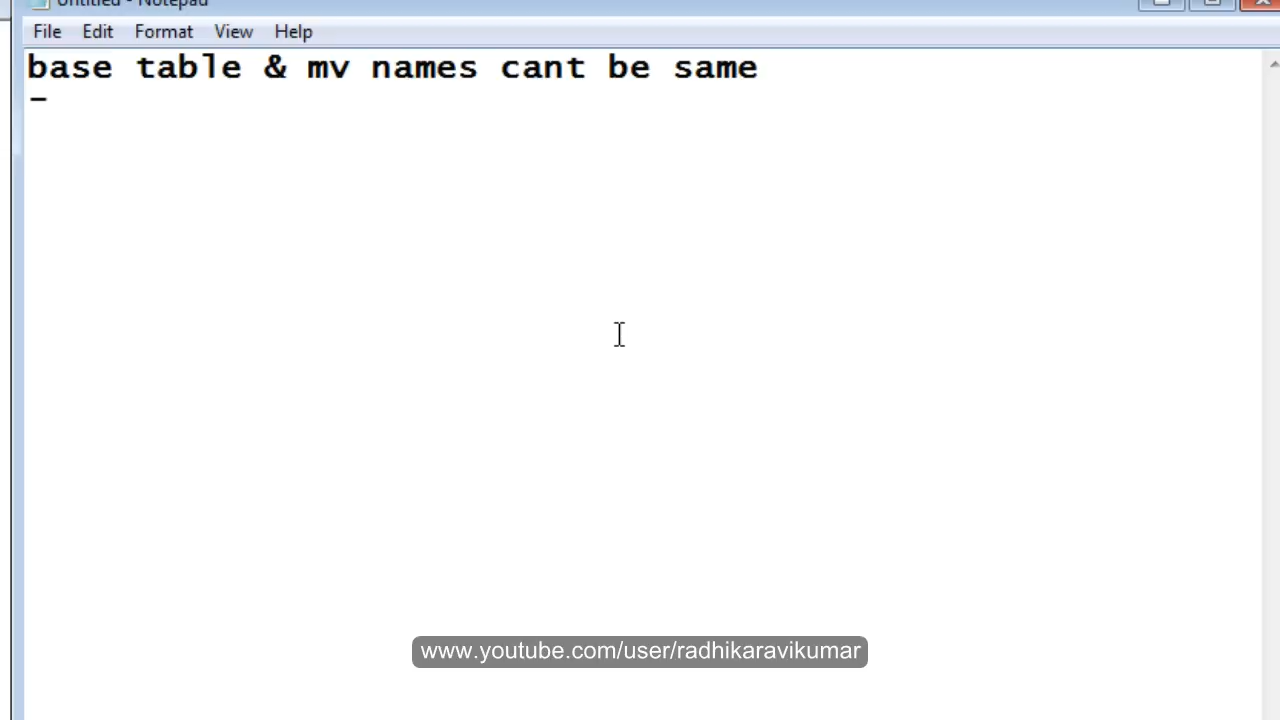 Untitled - Notepad
File Edit Format View Help
base table & mv names cant be same
-
www.youtube.com/user/radhikaravikumar